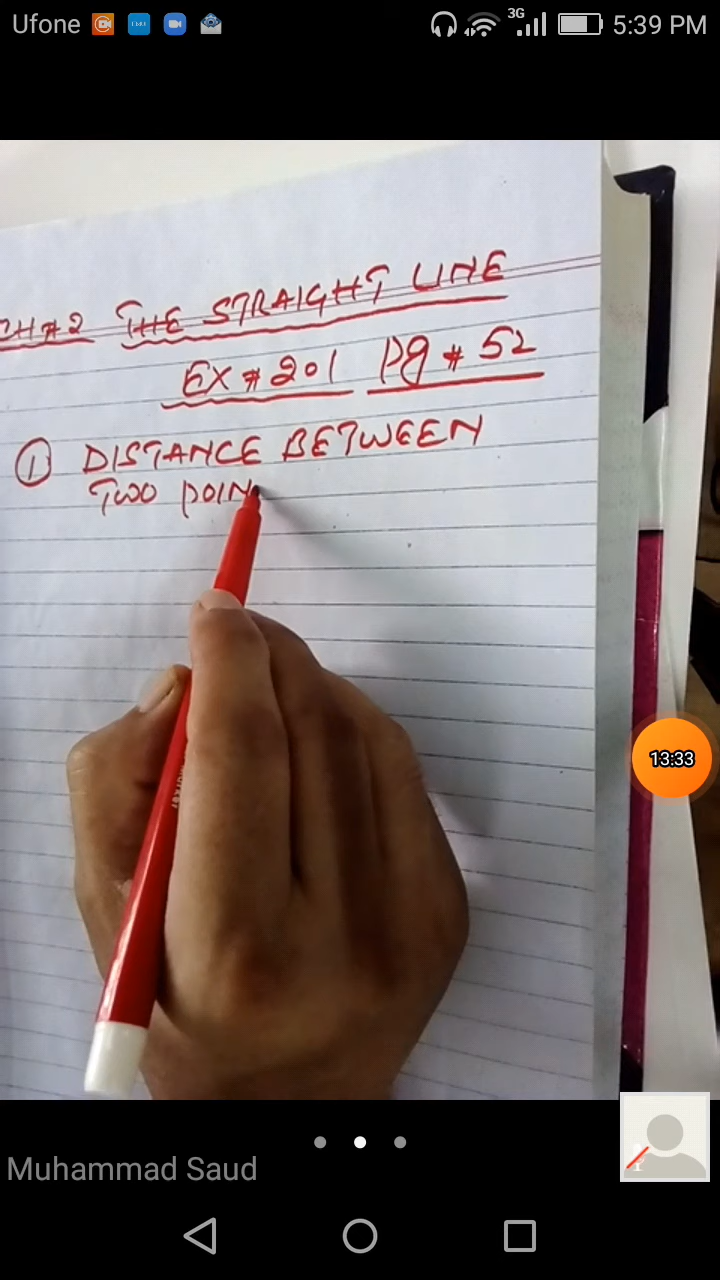 Ufone 3G 5:39 PM
CH#2 THE STRAIGHT LINE
EX # 2.1 Pg # 52
① DISTANCE BETWEEN
TWO POIN
13:33
Muhammad Saud